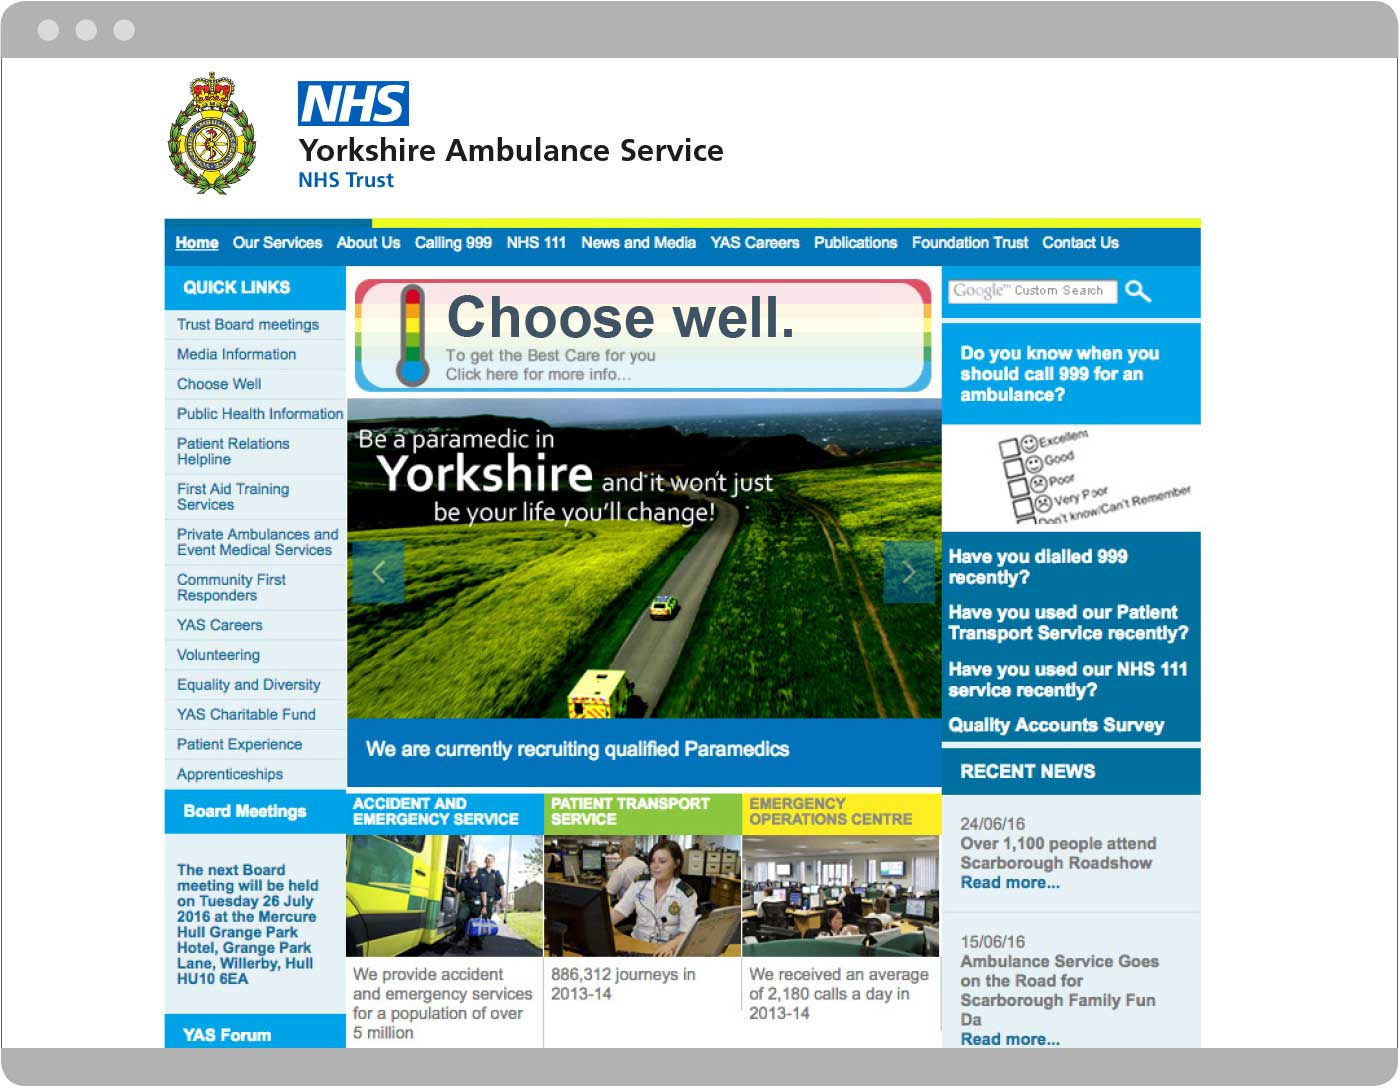 NHS
Yorkshire Ambulance Service
NHS Trust
Home Our Services About Us Calling 999 NHS 111 News and Media YAS Careers Publications Foundation Trust Contact Us
QUICK LINKS
Trust Board meetings
Media Information
Choose Well
Public Health Information
Patient Relations
Helpline
First Aid Training
Services
Private Ambulances and
Event Medical Services
Community First
Responders
YAS Careers
Volunteering
Equality and Diversity
YAS Charitable Fund
Patient Experience
Apprenticeships
Board Meetings
The next Board
meeting will be held
on Tuesday 26 July
2016 at the Mercure
Hull Grange Park
Hotel, Grange Park
Lane, Willerby, Hull
HU10 6EA
YAS Forum
Choose well.
To get the Best Care for you
Click here for more info...
Be a paramedic in
Yorkshire and it won't just
be your life you'll change!
We are currently recruiting qualified Paramedics
ACCIDENT AND
EMERGENCY SERVICE
We provide accident
and emergency services
for a population of over
5 million
PATIENT TRANSPORT
SERVICE
886,312 journeys in
2013-14
EMERGENCY
OPERATIONS CENTRE
We received an average
of 2,180 calls a day in
2013-14
Google™ Custom Search
Do you know when you
should call 999 for an
ambulance?
Excellent
Good
Poor
Very Poor
Don't know/Can't Remember
Have you dialled 999
recently?
Have you used our Patient
Transport Service recently?
Have you used our NHS 111
service recently?
Quality Accounts Survey
RECENT NEWS
24/06/16
Over 1,100 people attend
Scarborough Roadshow
Read more...
15/06/16
Ambulance Service Goes
on the Road for
Scarborough Family Fun
Da
Read more...